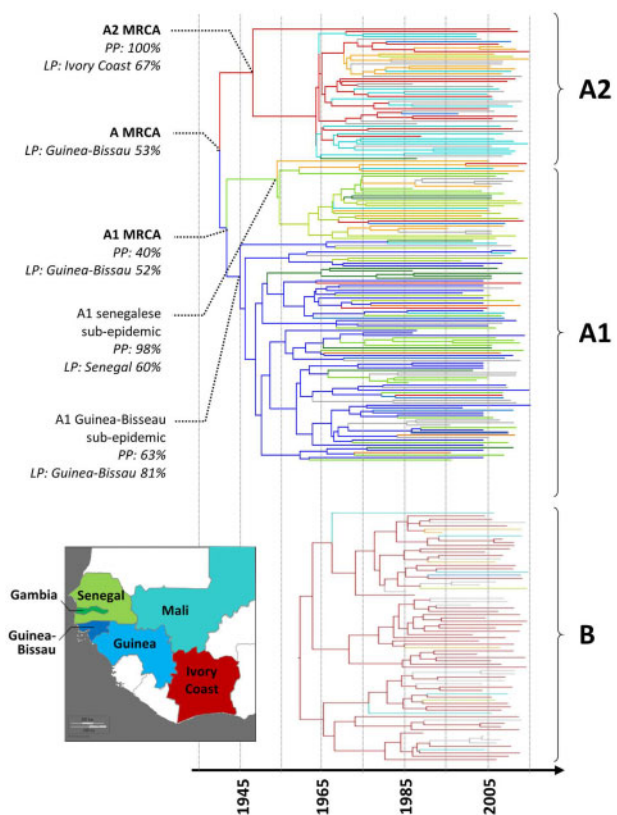 A2 MRCA
PP: 100%
LP: Ivory Coast 67%
A MRCA
LP: Guinea-Bissau 53%
A1 MRCA
PP: 40%
LP: Guinea-Bissau 52%
A1 senegalese
sub-epidemic
PP: 98%
LP: Senegal 60%
A1 Guinea-Bisseau
sub-epidemic
PP: 63%
LP: Guinea-Bissau 81%
A2
A1
B
Gambia
Senegal
Mali
Guinea-
Bissau
Guinea
Ivory
Coast
1945
1965
1985
2005